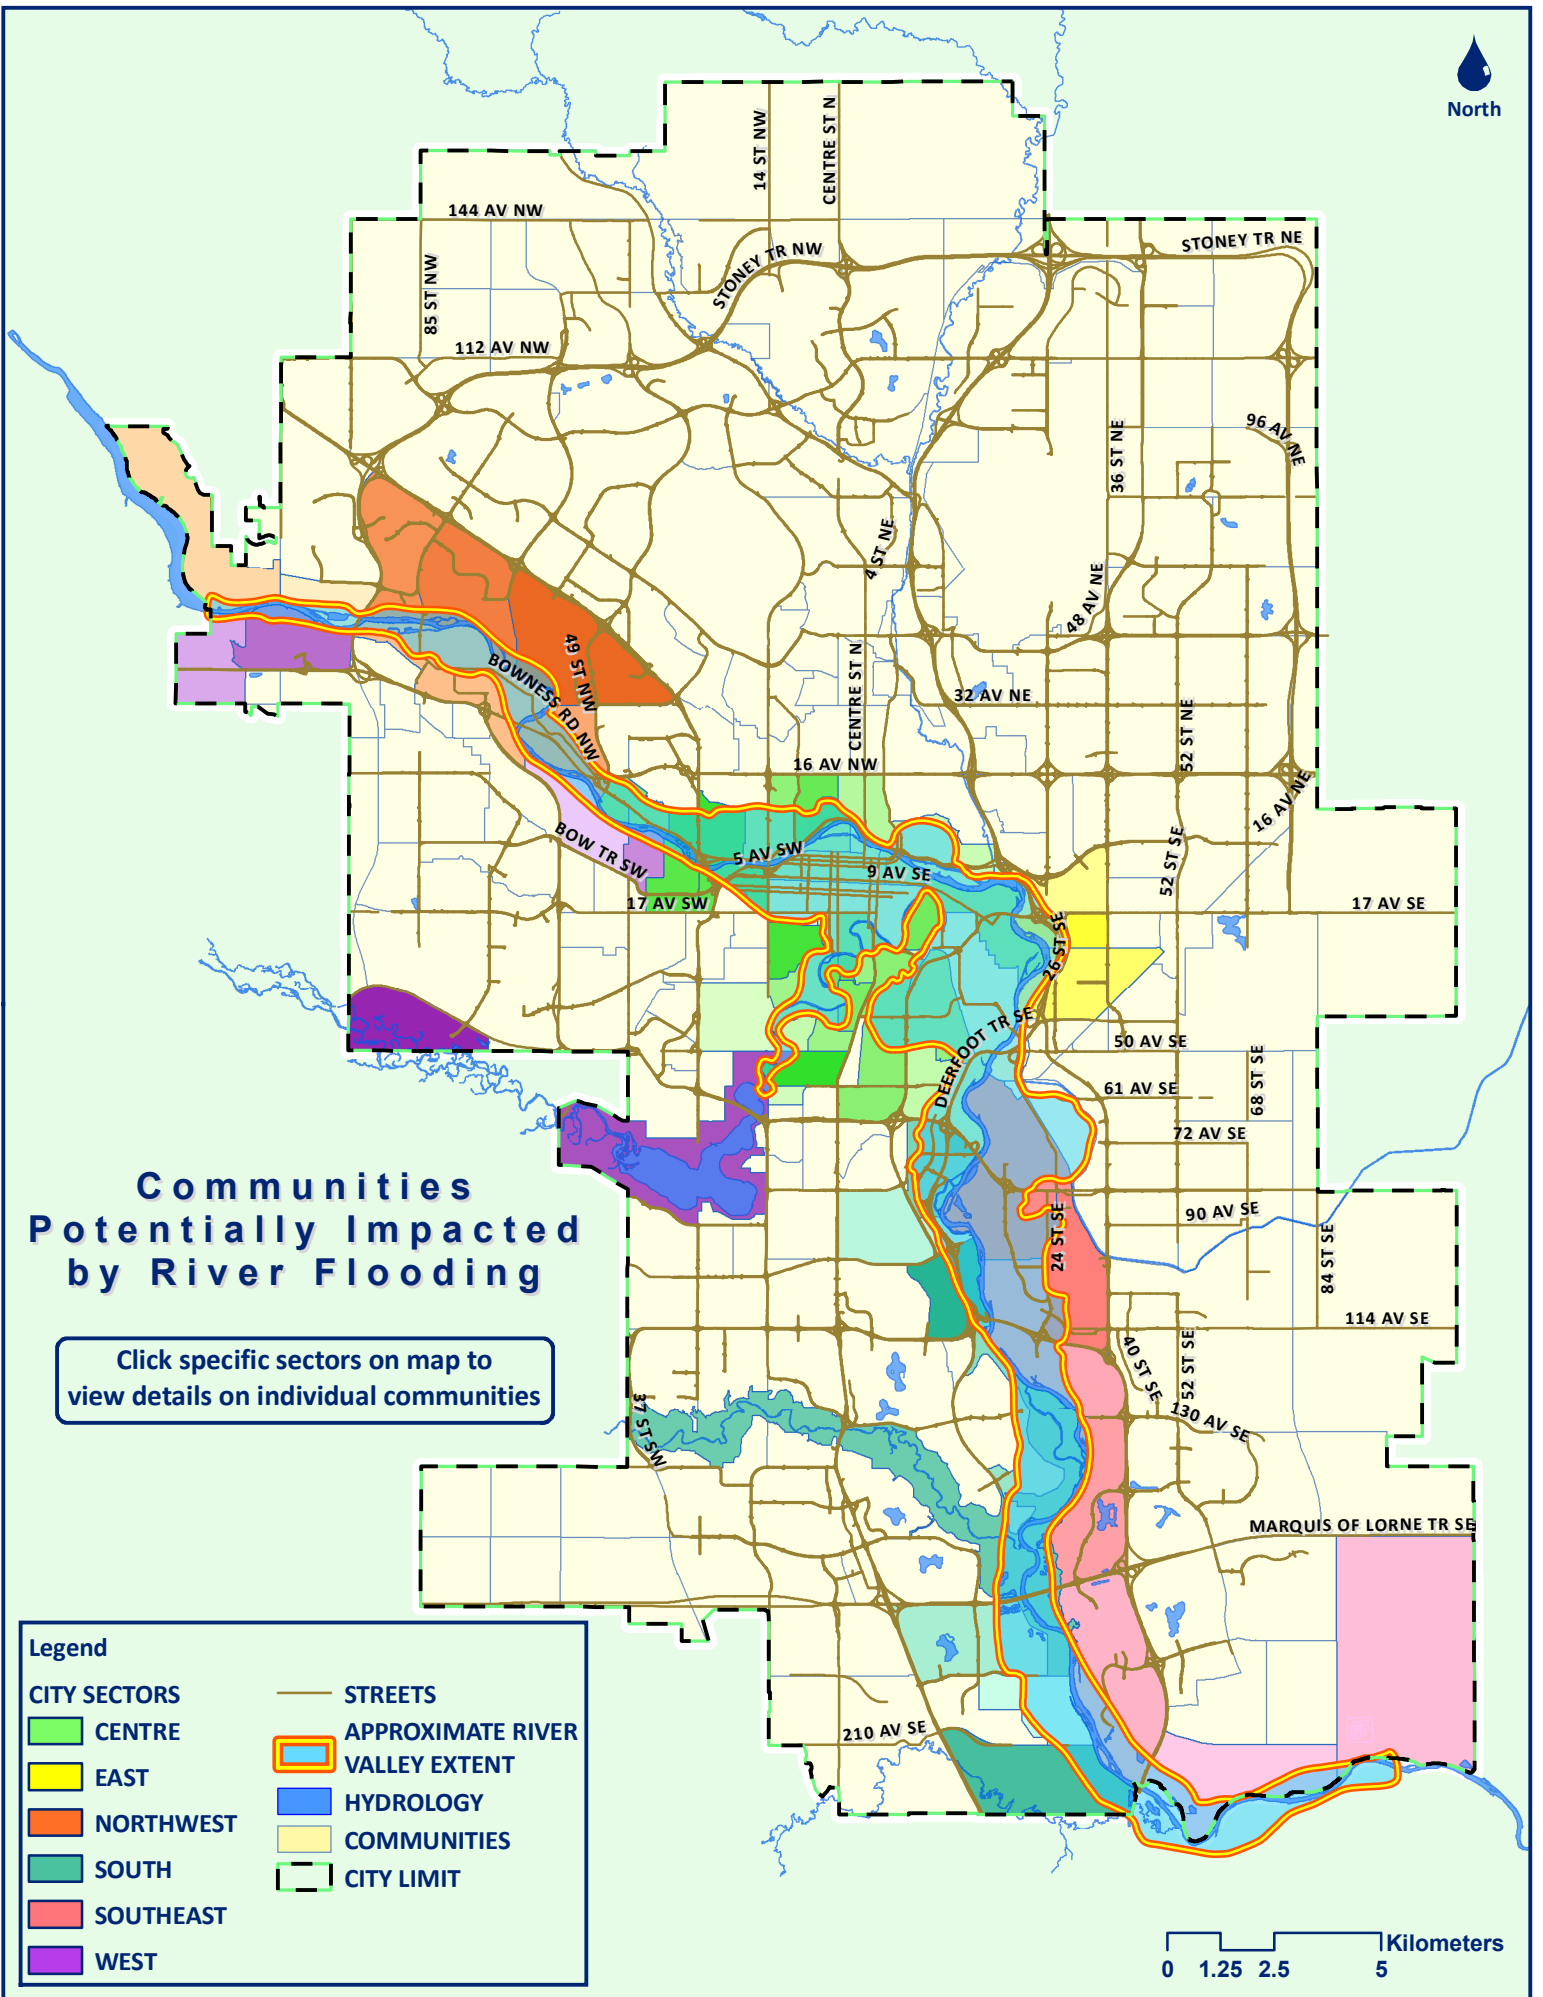 North
14 ST NW
CENTRE ST N
144 AV NW
STONEY TR NW
STONEY TR NE
85 ST NW
112 AV NW
36 ST NE
96 AV NE
4 ST NE
48 AV NE
49 ST NW
BOWNESS RD NW
CENTRE ST N
32 AV NE
52 ST NE
16 AV NW
16 AV NE
BOW TR SW
5 AV SW
9 AV SE
52 ST SE
17 AV SW
17 AV SE
26 ST SE
DEERFOOT TR SE
50 AV SE
61 AV SE
68 ST SE
72 AV SE
90 AV SE
24 ST SE
84 ST SE
114 AV SE
40 ST SE
52 ST SE
130 AV SE
37 ST SW
MARQUIS OF LORNE TR SE
210 AV SE
Communities
Potentially Impacted
by River Flooding
Click specific sectors on map to
view details on individual communities
Legend
CITY SECTORS
CENTRE
EAST
NORTHWEST
SOUTH
SOUTHEAST
WEST
STREETS
APPROXIMATE RIVER
VALLEY EXTENT
HYDROLOGY
COMMUNITIES
CITY LIMIT
Kilometers
0 1.25 2.5 5